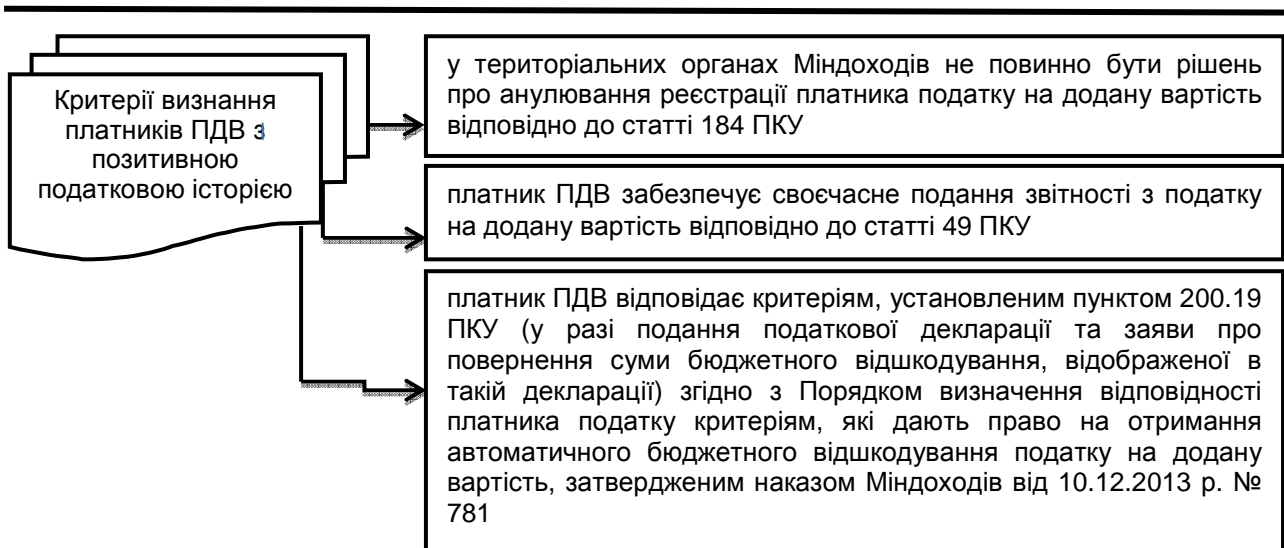 Критерії визнання
платників ПДВ з
позитивною
податковою історією
у територіальних органах Міндоходів не повинно бути рішень
про анулювання реєстрації платника податку на додану вартість
відповідно до статті 184 ПКУ
платник ПДВ забезпечує своєчасне подання звітності з податку
на додану вартість відповідно до статті 49 ПКУ
платник ПДВ відповідає критеріям, установленим пунктом 200.19
ПКУ (у разі подання податкової декларації та заяви про
повернення суми бюджетного відшкодування, відображеної в
такій декларації) згідно з Порядком визначення відповідності
платника податку критеріям, які дають право на отримання
автоматичного бюджетного відшкодування податку на додану
вартість, затвердженим наказом Міндоходів від 10.12.2013 р. №
781